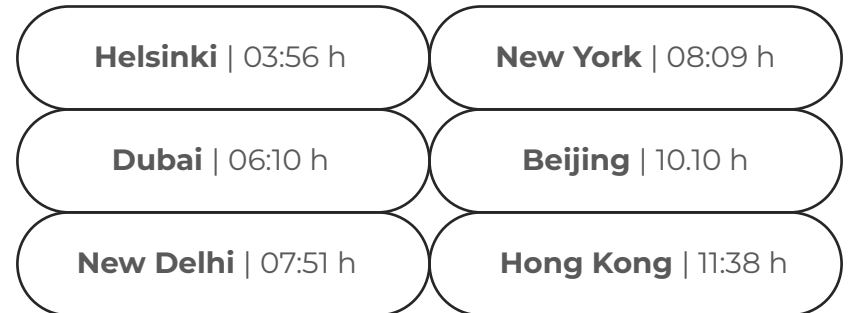 Helsinki | 03:56 h
New York | 08:09 h
Dubai | 06:10 h
Beijing | 10.10 h
New Delhi | 07:51 h
Hong Kong | 11:38 h